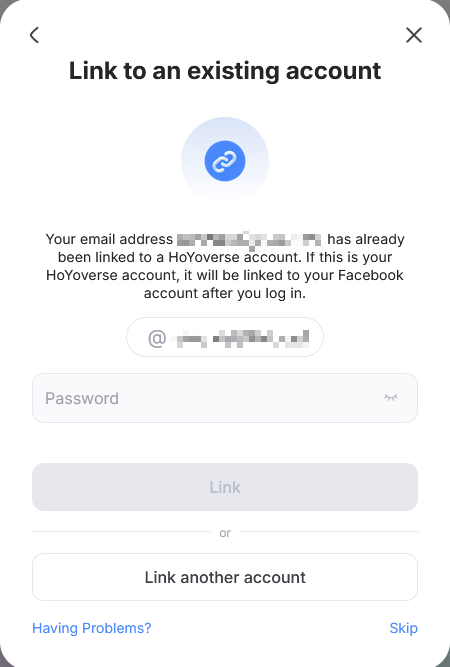 Link to an existing account
Your email address has already
been linked to a HoYoverse account. If this is your
HoYoverse account, it will be linked to your Facebook
account after you log in.
@
Password
Link
or
Link another account
Having Problems?
Skip